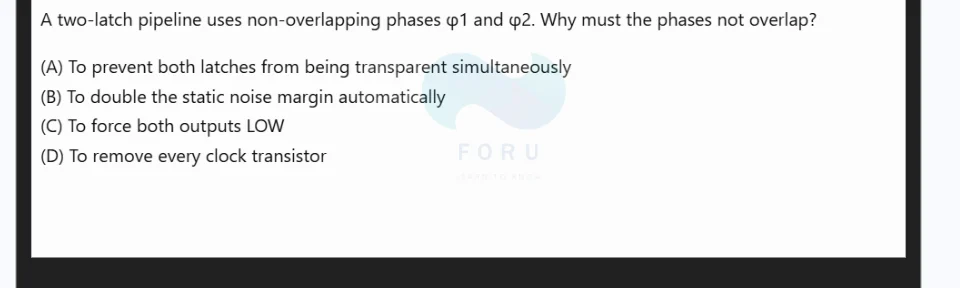 A two-latch pipeline uses non-overlapping phases φ1 and φ2. Why must the phases not overlap?
(A) To prevent both latches from being transparent simultaneously
(B) To double the static noise margin automatically
(C) To force both outputs LOW
(D) To remove every clock transistor
FORU